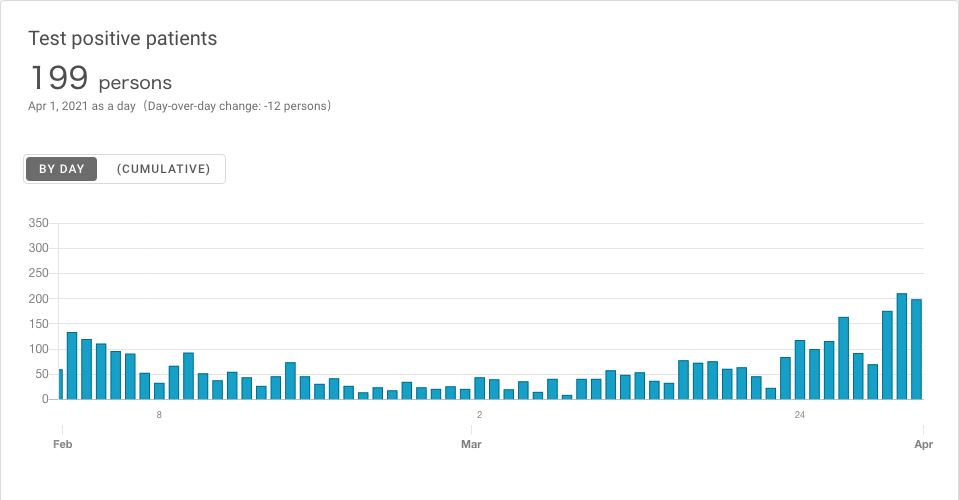 Test positive patients
199 persons
Apr 1, 2021 as a day（Day-over-day change: -12 persons）
BY DAY (CUMULATIVE)
350
300
250
200
150
100
50
0
8 2 24
Feb Mar Apr